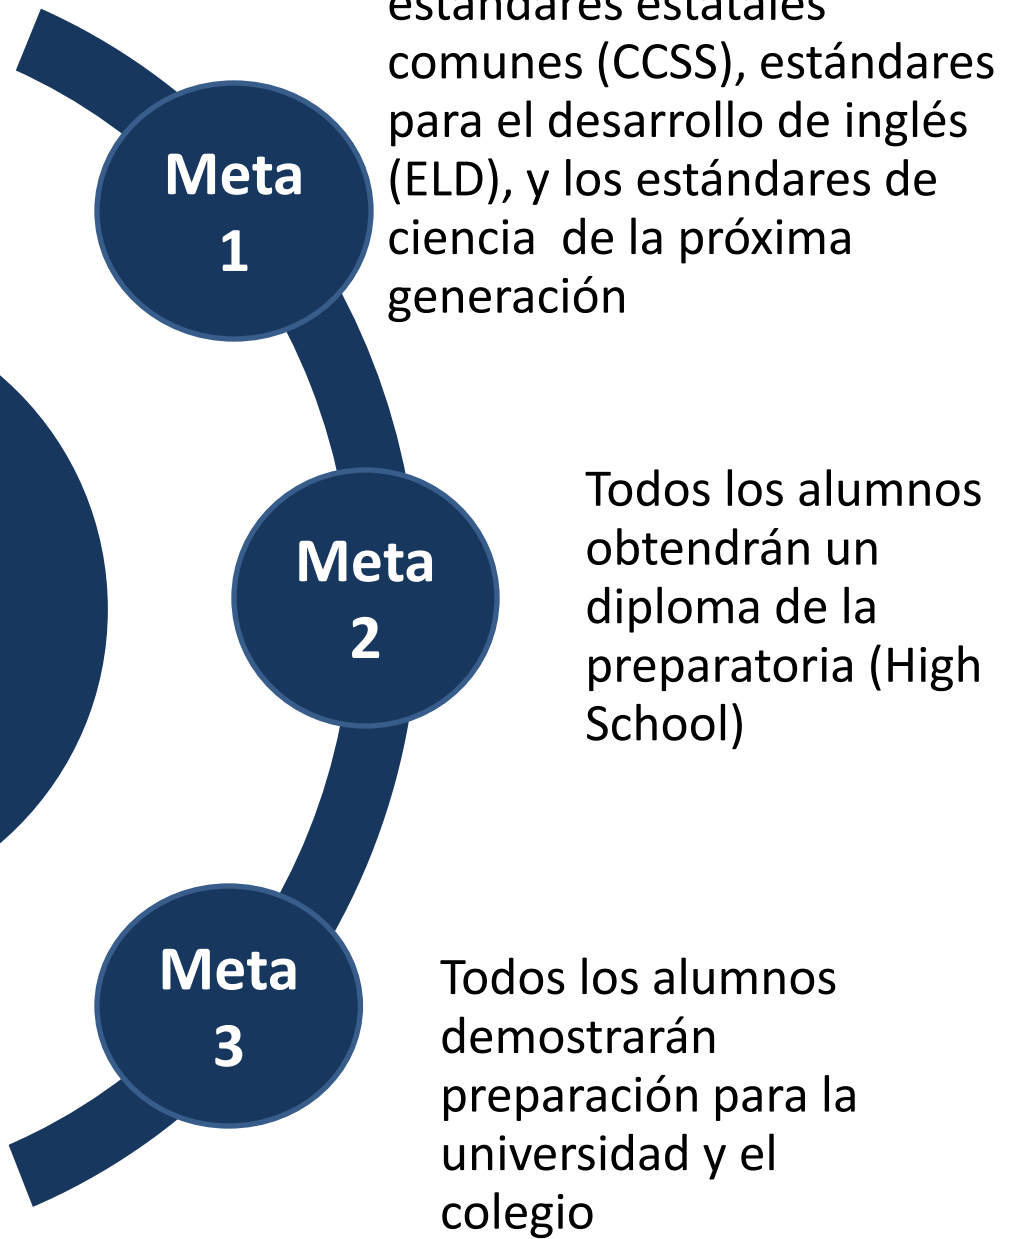 estándares estatales
comunes (CCSS), estándares
para el desarrollo de inglés
(ELD), y los estándares de
ciencia  de la próxima
generación
Meta
1
Todos los alumnos
obtendrán un
diploma de la
preparatoria (High
School)
Meta
2
Todos los alumnos
demostrarán
preparación para la
universidad y el
colegio
Meta
3